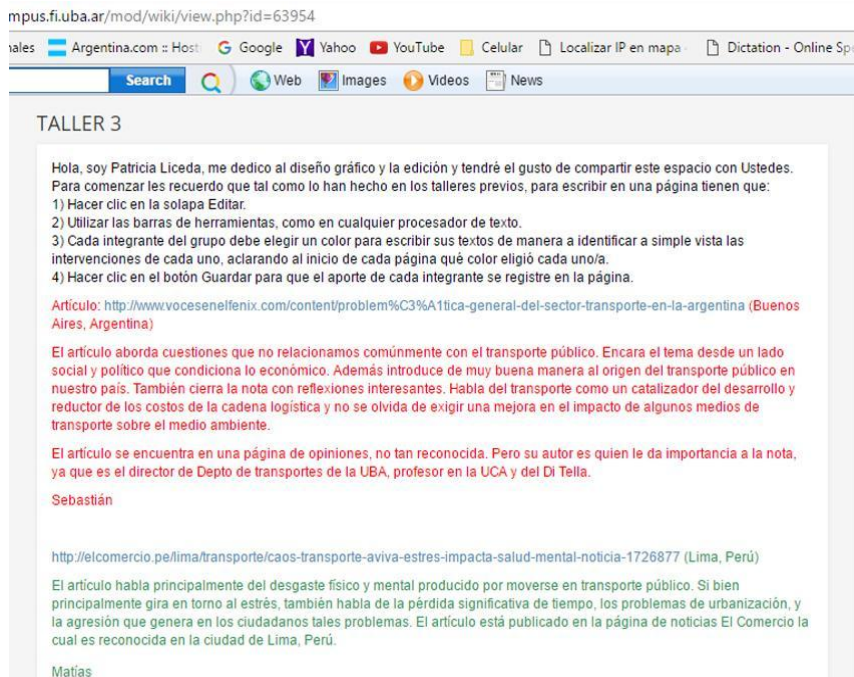 mpus.fi.uba.ar/mod/wiki/view.php?id=63954
nales Argentina.com :: Host Google Yahoo YouTube Celular Localizar IP en mapa Dictation - Online Spe
Search Web Images Videos News
TALLER 3
Hola, soy Patricia Liceda, me dedico al diseño gráfico y la edición y tendré el gusto de compartir este espacio con Ustedes.
Para comenzar les recuerdo que tal como lo han hecho en los talleres previos, para escribir en una página tienen que:
1) Hacer clic en la solapa Editar.
2) Utilizar las barras de herramientas, como en cualquier procesador de texto.
3) Cada integrante del grupo debe elegir un color para escribir sus textos de manera a identificar a simple vista las
intervenciones de cada uno, aclarando al inicio de cada página qué color eligió cada uno/a.
4) Hacer clic en el botón Guardar para que el aporte de cada integrante se registre en la página.
Artículo: http://www.vocesenelfenix.com/content/problem%C3%A1tica-general-del-sector-transporte-en-la-argentina (Buenos
Aires, Argentina)
El artículo aborda cuestiones que no relacionamos comúnmente con el transporte público. Encara el tema desde un lado
social y político que condiciona lo económico. Además introduce de muy buena manera al origen del transporte público en
nuestro país. También cierra la nota con reflexiones interesantes. Habla del transporte como un catalizador del desarrollo y
reductor de los costos de la cadena logística y no se olvida de exigir una mejora en el impacto de algunos medios de
transporte sobre el medio ambiente.
El artículo se encuentra en una página de opiniones, no tan reconocida. Pero su autor es quien le da importancia a la nota,
ya que es el director de Depto de transportes de la UBA, profesor en la UCA y del Di Tella.
Sebastián
http://elcomercio.pe/lima/transporte/caos-transporte-aviva-estres-impacta-salud-mental-noticia-1726877 (Lima, Perú)
El artículo habla principalmente del desgaste físico y mental producido por moverse en transporte público. Si bien
principalmente gira en torno al estrés, también habla de la pérdida significativa de tiempo, los problemas de urbanización, y
la agresión que genera en los ciudadanos tales problemas. El artículo está publicado en la página de noticias El Comercio la
cual es reconocida en la ciudad de Lima, Perú.
Matías